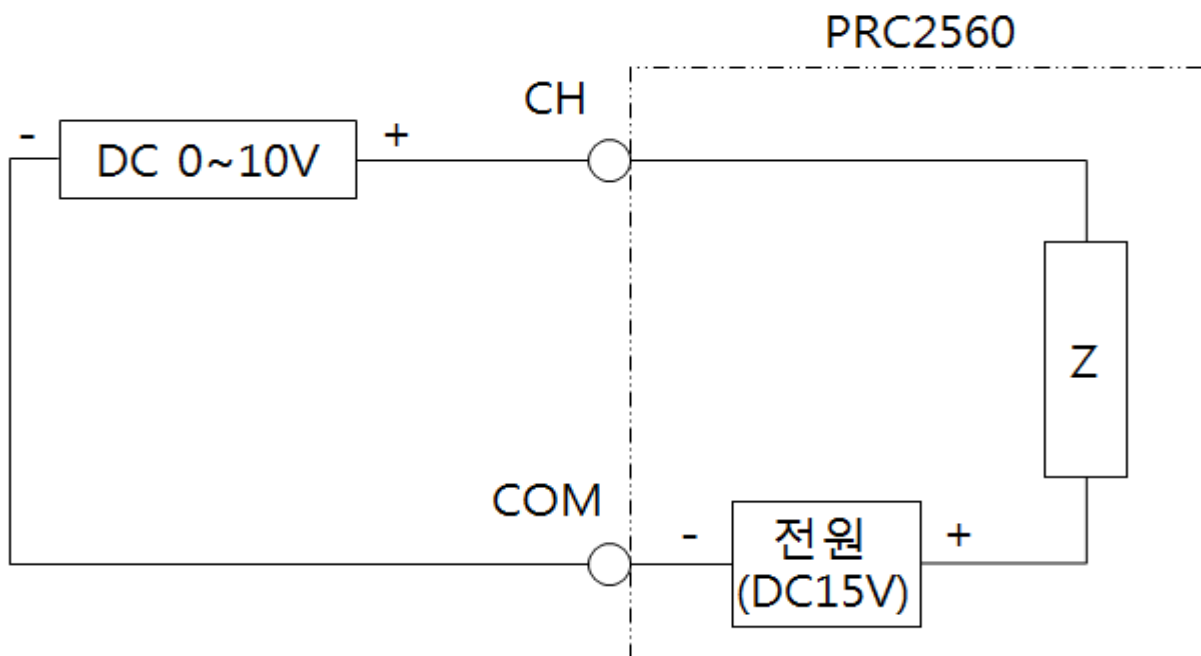 PRC2560
CH
- DC 0~10V +
Z
COM
- 전원 +
(DC15V)